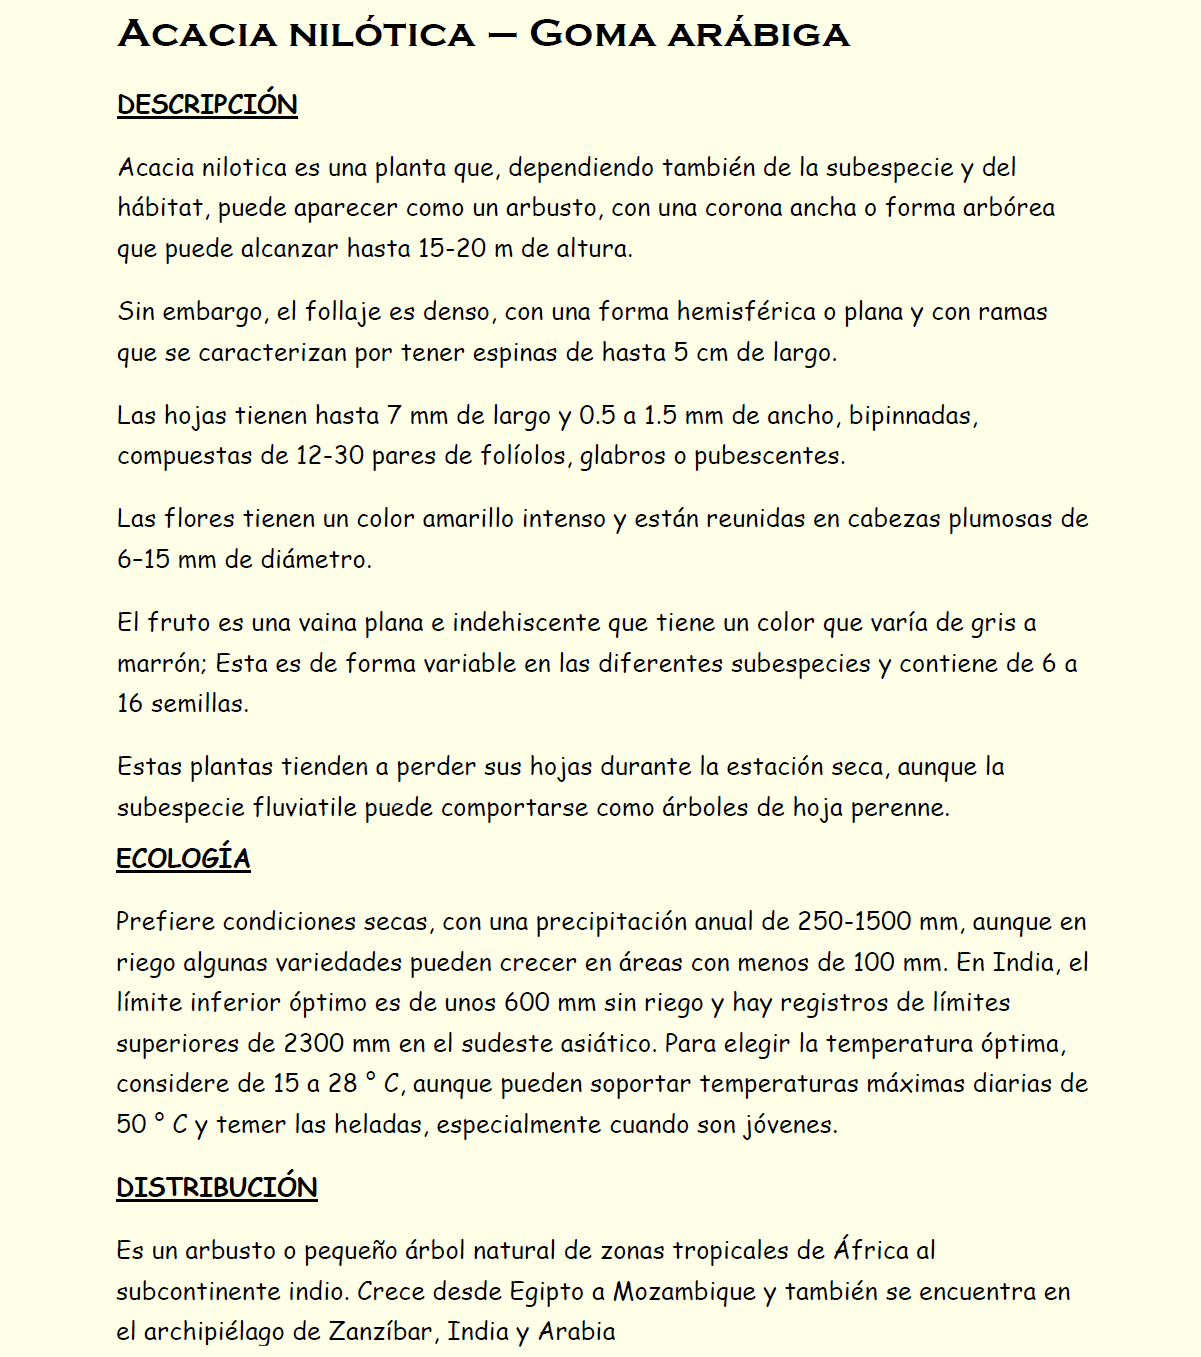 Acacia nilótica – Goma arábiga
DESCRIPCIÓN
Acacia nilotica es una planta que, dependiendo también de la subespecie y del
hábitat, puede aparecer como un arbusto, con una corona ancha o forma arbórea
que puede alcanzar hasta 15-20 m de altura.
Sin embargo, el follaje es denso, con una forma hemisférica o plana y con ramas
que se caracterizan por tener espinas de hasta 5 cm de largo.
Las hojas tienen hasta 7 mm de largo y 0.5 a 1.5 mm de ancho, bipinnadas,
compuestas de 12-30 pares de folíolos, glabros o pubescentes.
Las flores tienen un color amarillo intenso y están reunidas en cabezas plumosas de
6–15 mm de diámetro.
El fruto es una vaina plana e indehiscente que tiene un color que varía de gris a
marrón; Esta es de forma variable en las diferentes subespecies y contiene de 6 a
16 semillas.
Estas plantas tienden a perder sus hojas durante la estación seca, aunque la
subespecie fluviatile puede comportarse como árboles de hoja perenne.
ECOLOGÍA
Prefiere condiciones secas, con una precipitación anual de 250-1500 mm, aunque en
riego algunas variedades pueden crecer en áreas con menos de 100 mm. En India, el
límite inferior óptimo es de unos 600 mm sin riego y hay registros de límites
superiores de 2300 mm en el sudeste asiático. Para elegir la temperatura óptima,
considere de 15 a 28 ° C, aunque pueden soportar temperaturas máximas diarias de
50 ° C y temer las heladas, especialmente cuando son jóvenes.
DISTRIBUCIÓN
Es un arbusto o pequeño árbol natural de zonas tropicales de África al
subcontinente indio. Crece desde Egipto a Mozambique y también se encuentra en
el archipiélago de Zanzíbar, India y Arabia